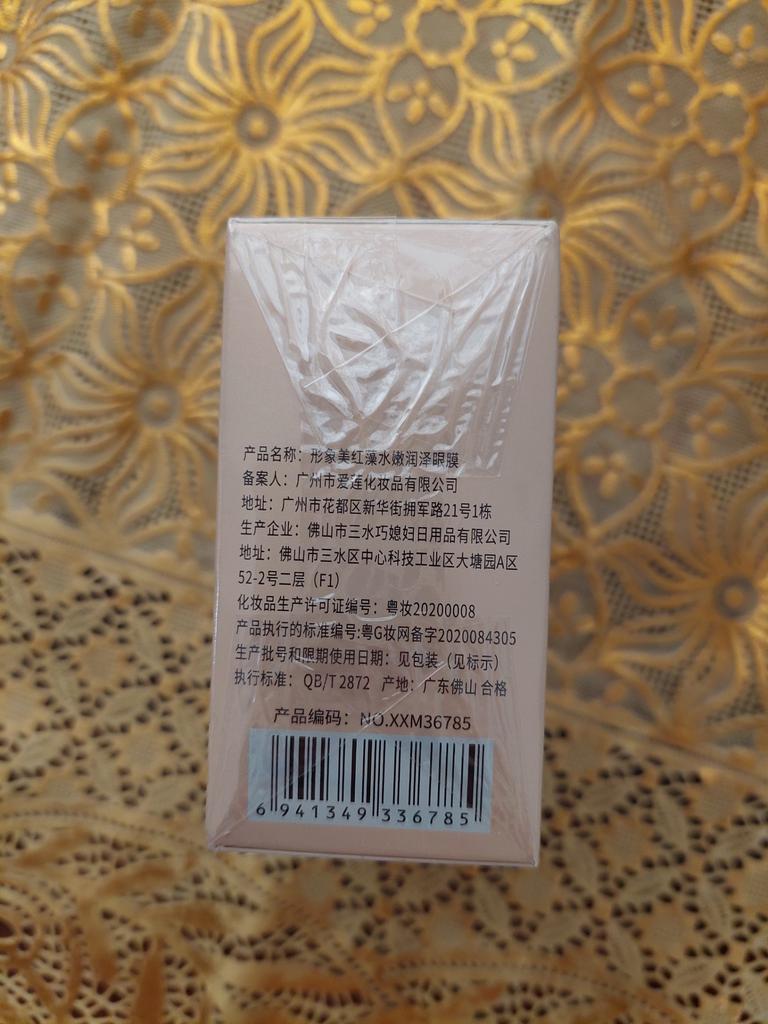 产品名称：形象美红藻水嫩润泽眼膜
备案人：广州市爱莲化妆品有限公司
地址：广州市花都区新华街拥军路21号1栋
生产企业：佛山市三水巧媳妇日用品有限公司
地址：佛山市三水区中心科技工业区大塘园A区
52-2号二层（F1）
化妆品生产许可证编号：粤妆20200008
产品执行的标准编号:粤G妆网备字2020084305
生产批号和限期使用日期：见包装（见标示）
执行标准：QB/T 2872 产地：广东佛山 合格
产品编码：NO.XXM36785
6 941349 336785